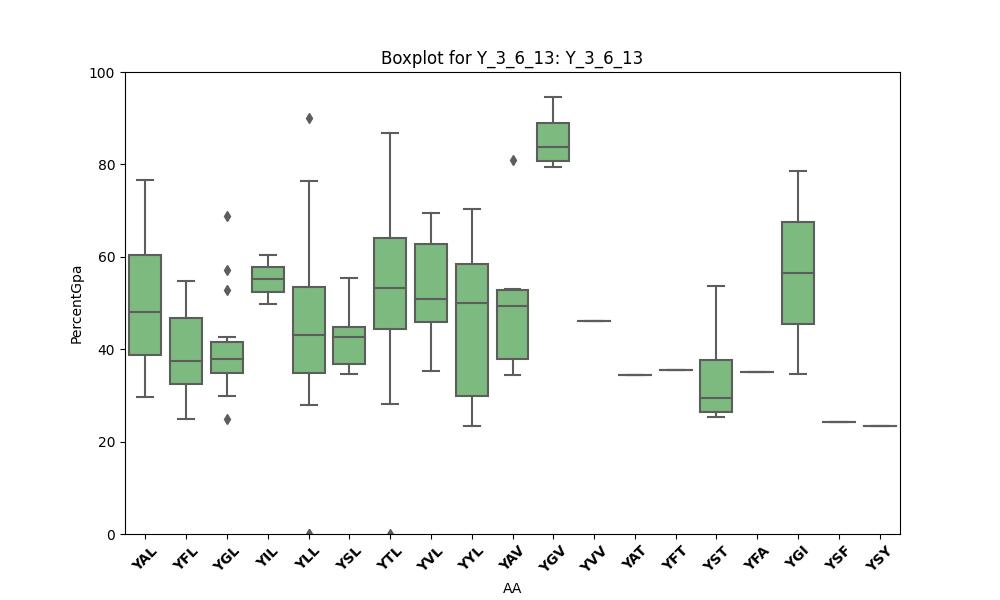 Boxplot for Y_3_6_13: Y_3_6_13
100
80
60
40
20
0
PercentGpa
YAL YFL YGL YIL YLL YSL YTL YVL YYL YAV YGV YVV YAT YFT YST YFA YGI YSF YSY
AA